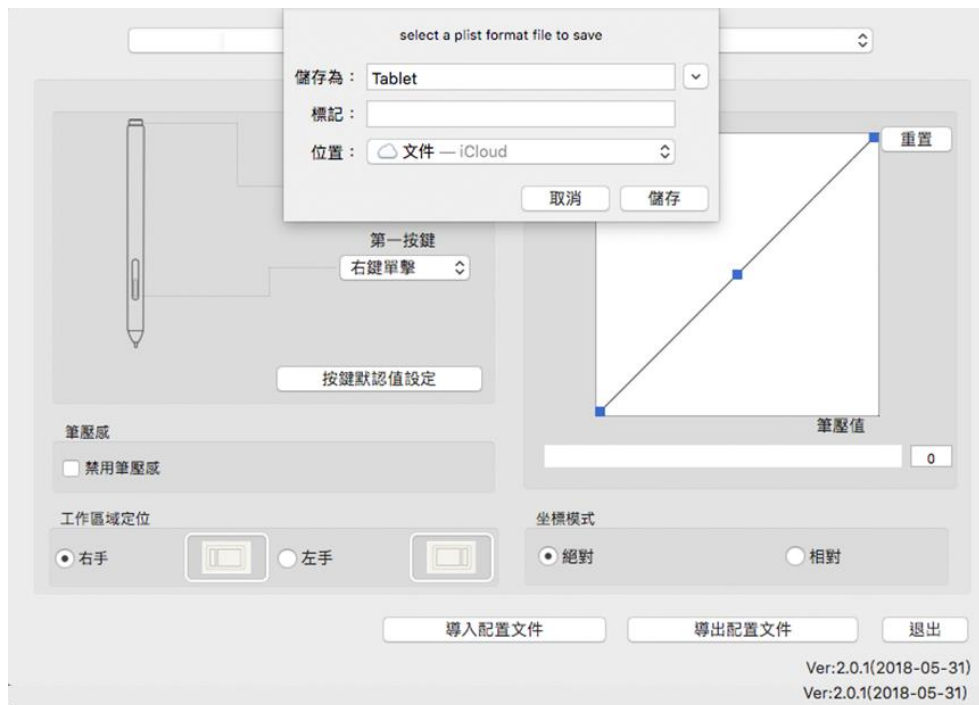 select a plist format file to save
儲存為： Tablet
標記：
位置： 文件 — iCloud
取消 儲存
重置
第一按鍵
右鍵單擊
按鍵默認值設定
筆壓值
0
筆壓感
禁用筆壓感
工作區域定位
右手 左手
坐標模式
絕對 相對
導入配置文件 導出配置文件 退出
Ver:2.0.1(2018-05-31)
Ver:2.0.1(2018-05-31)